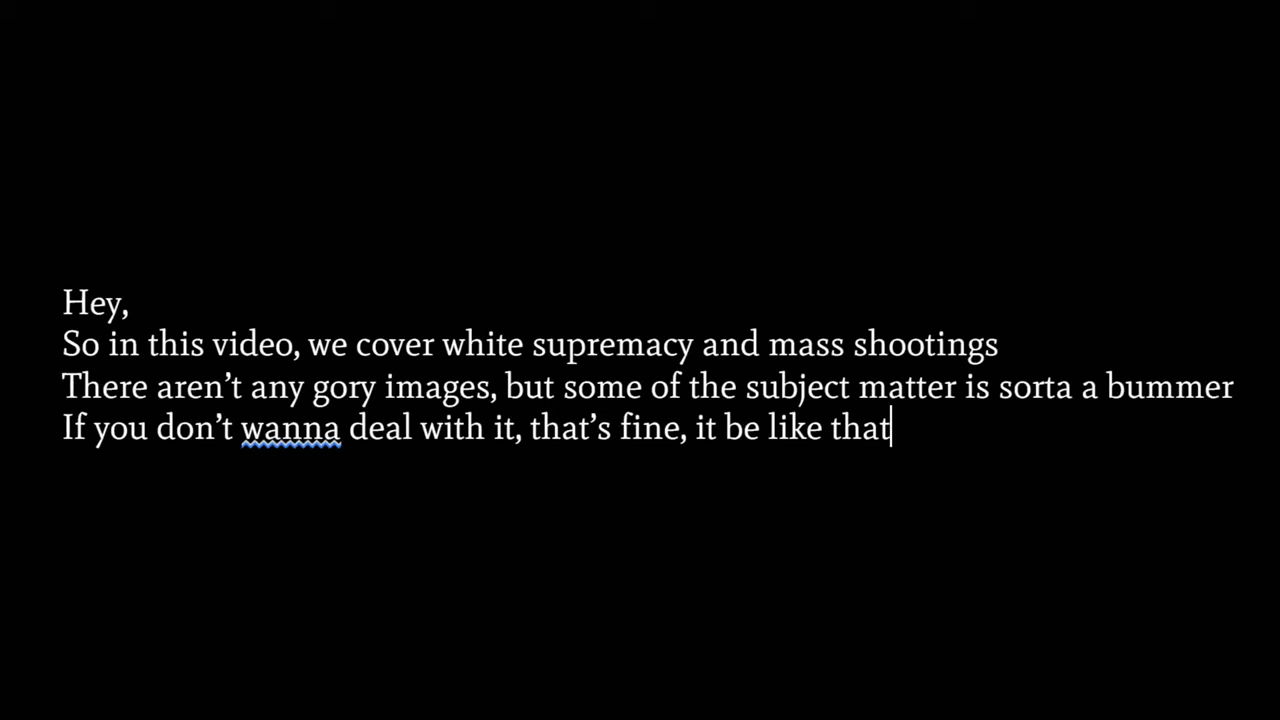 Hey,
So in this video, we cover white supremacy and mass shootings
There aren’t any gory images, but some of the subject matter is sorta a bummer
If you don’t wanna deal with it, that’s fine, it be like that